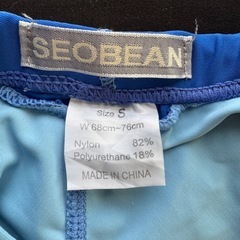 SEOBEAN
Size S
W 68cm-76cm
Nylon 82%
Polyurethane 18%
MADE IN CHINA